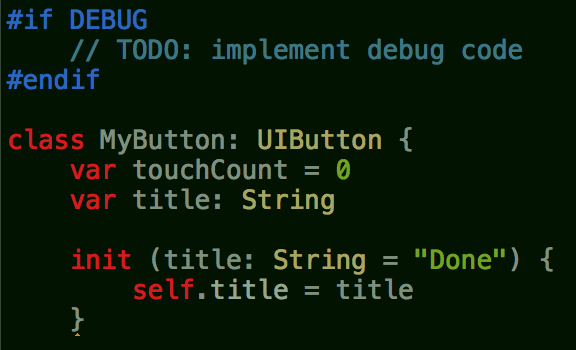 #if DEBUG
    // TODO: implement debug code
#endif

class MyButton: UIButton {
    var touchCount = 0
    var title: String

    init (title: String = "Done") {
        self.title = title
    }